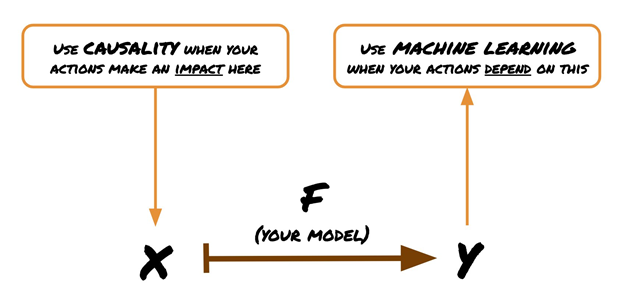 USE CAUSALITY WHEN YOUR
ACTIONS MAKE AN IMPACT HERE
USE MACHINE LEARNING
WHEN YOUR ACTIONS DEPEND ON THIS
F
(YOUR MODEL)
X
Y